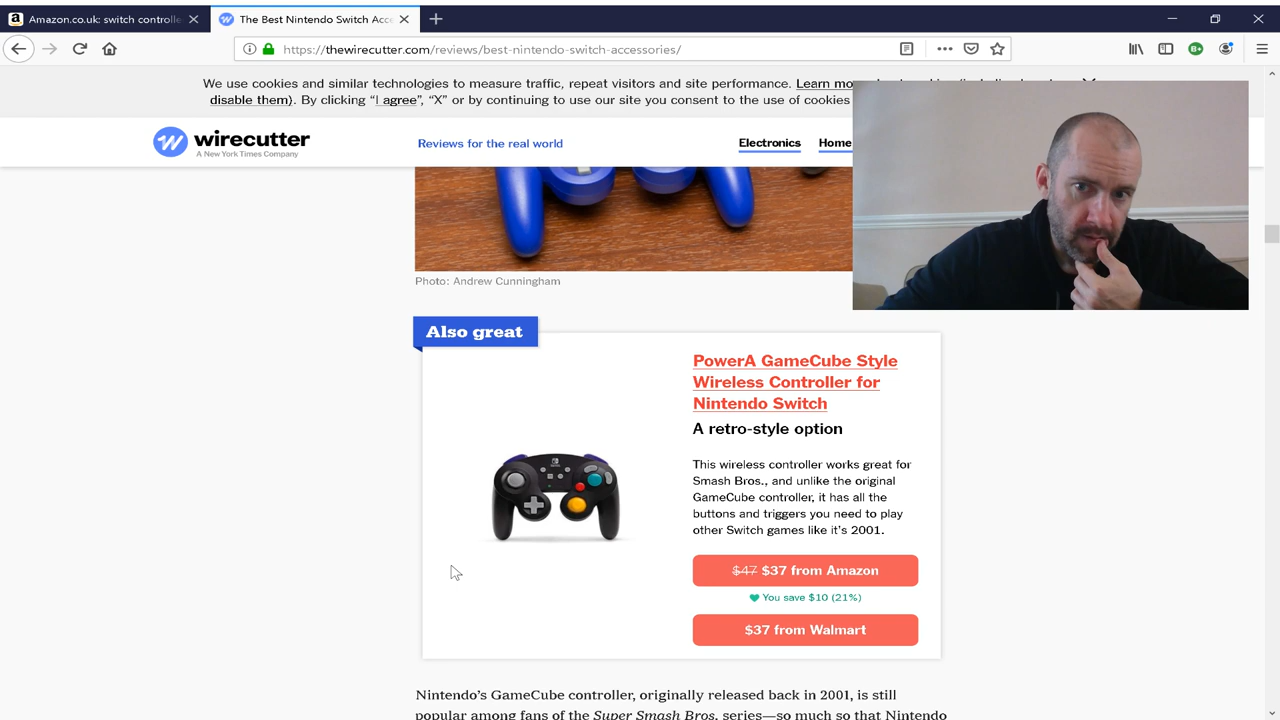 Amazon.co.uk: switch controlle
The Best Nintendo Switch Acce
https://thewirecutter.com/reviews/best-nintendo-switch-accessories/
We use cookies and similar technologies to measure traffic, repeat visitors and site performance. Learn mo
disable them). By clicking “I agree”, “X” or by continuing to use our site you consent to the use of cookies
wirecutter
A New York Times Company
Reviews for the real world
Electronics
Home
Photo: Andrew Cunningham
Also great
PowerA GameCube Style
Wireless Controller for
Nintendo Switch
A retro-style option
This wireless controller works great for
Smash Bros., and unlike the original
GameCube controller, it has all the
buttons and triggers you need to play
other Switch games like it’s 2001.
$47 $37 from Amazon
You save $10 (21%)
$37 from Walmart
Nintendo’s GameCube controller, originally released back in 2001, is still
popular among fans of the Super Smash Bros. series—so much so that Nintendo